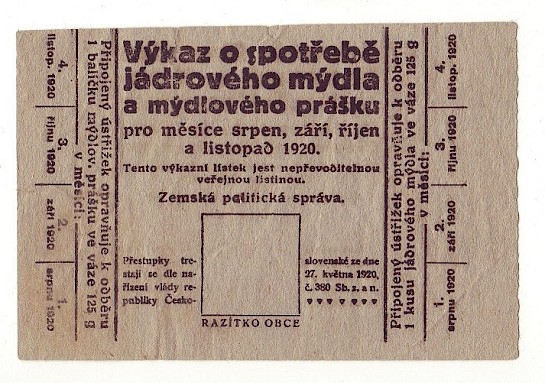 4.
listop. 1920
3.
říjnu 1920
2.
září 1920
1.
srpnu 1920
Připojený ústřižek opravňuje k odběru
1 balíčku mýdlov. prášku ve váze 125 g
v měsíci:
Výkaz o spotřebě
jádrového mýdla
a mýdlového prášku
pro měsíce srpen, září, říjen
a listopad 1920.
Tento výkazní lístek jest nepřevoditelnou
veřejnou listinou.
Zemská politická správa.
Přestupky tre-
stají se dle na-
řízení vlády re-
publiky Česko-
slovenské ze dne
27. května 1920,
č. 380 Sb. z. a n.
RAZÍTKO OBCE
Připojený ústřižek opravňuje k odběru
1 kusu jádrového mýdla ve váze 125 g
v měsíci:
4.
listop. 1920
3.
říjnu 1920
2.
září 1920
1.
srpnu 1920